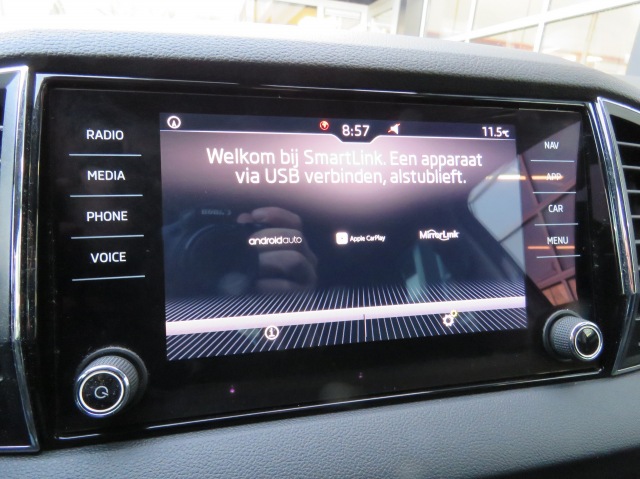 8:57
11.5°C
RADIO
MEDIA
PHONE
VOICE
Welkom bij SmartLink. Een apparaat
via USB verbinden, alstublieft.
androidauto
Apple CarPlay
MirrorLink
NAV
APP
CAR
MENU